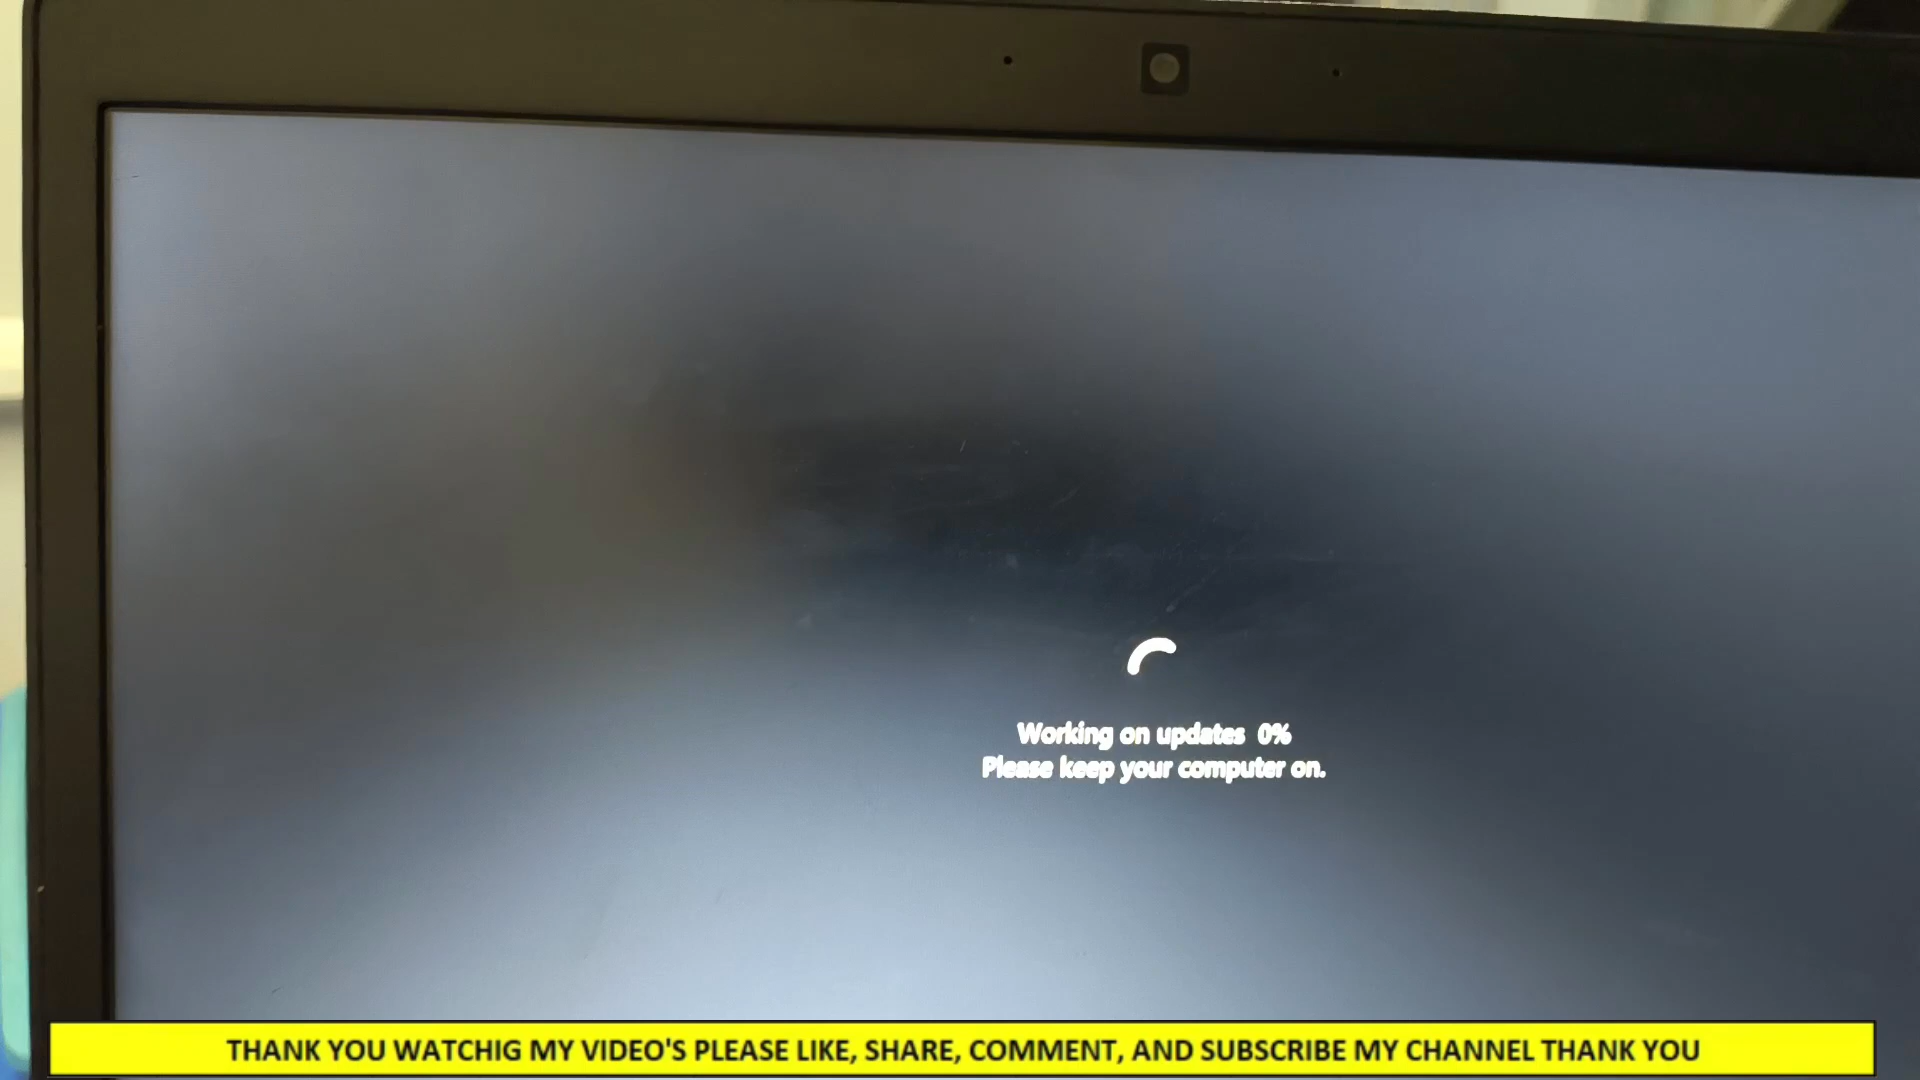 Working on updates 0%
Please keep your computer on.
THANK YOU WATCHIG MY VIDEO'S PLEASE LIKE, SHARE, COMMENT, AND SUBSCRIBE MY CHANNEL THANK YOU